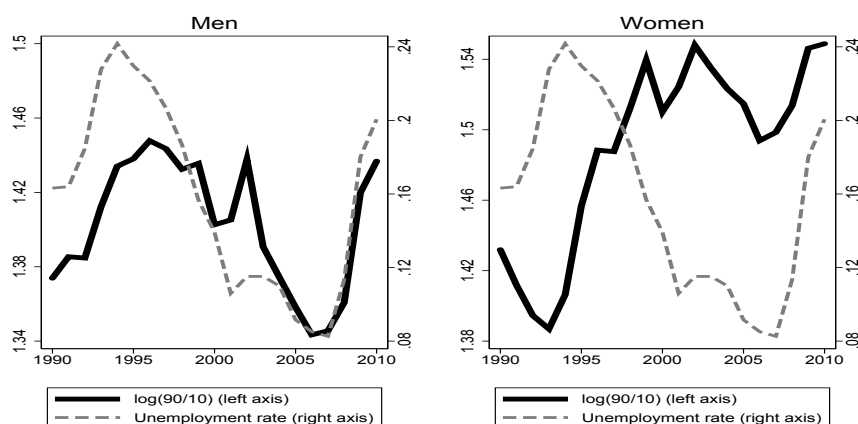 Men
1.5
1.46
1.42
1.38
1.34
.24
.2
.16
.12
.08
1990 1995 2000 2005 2010
log(90/10) (left axis)
Unemployment rate (right axis)
Women
1.54
1.5
1.46
1.42
1.38
.24
.2
.16
.12
.08
1990 1995 2000 2005 2010
log(90/10) (left axis)
Unemployment rate (right axis)